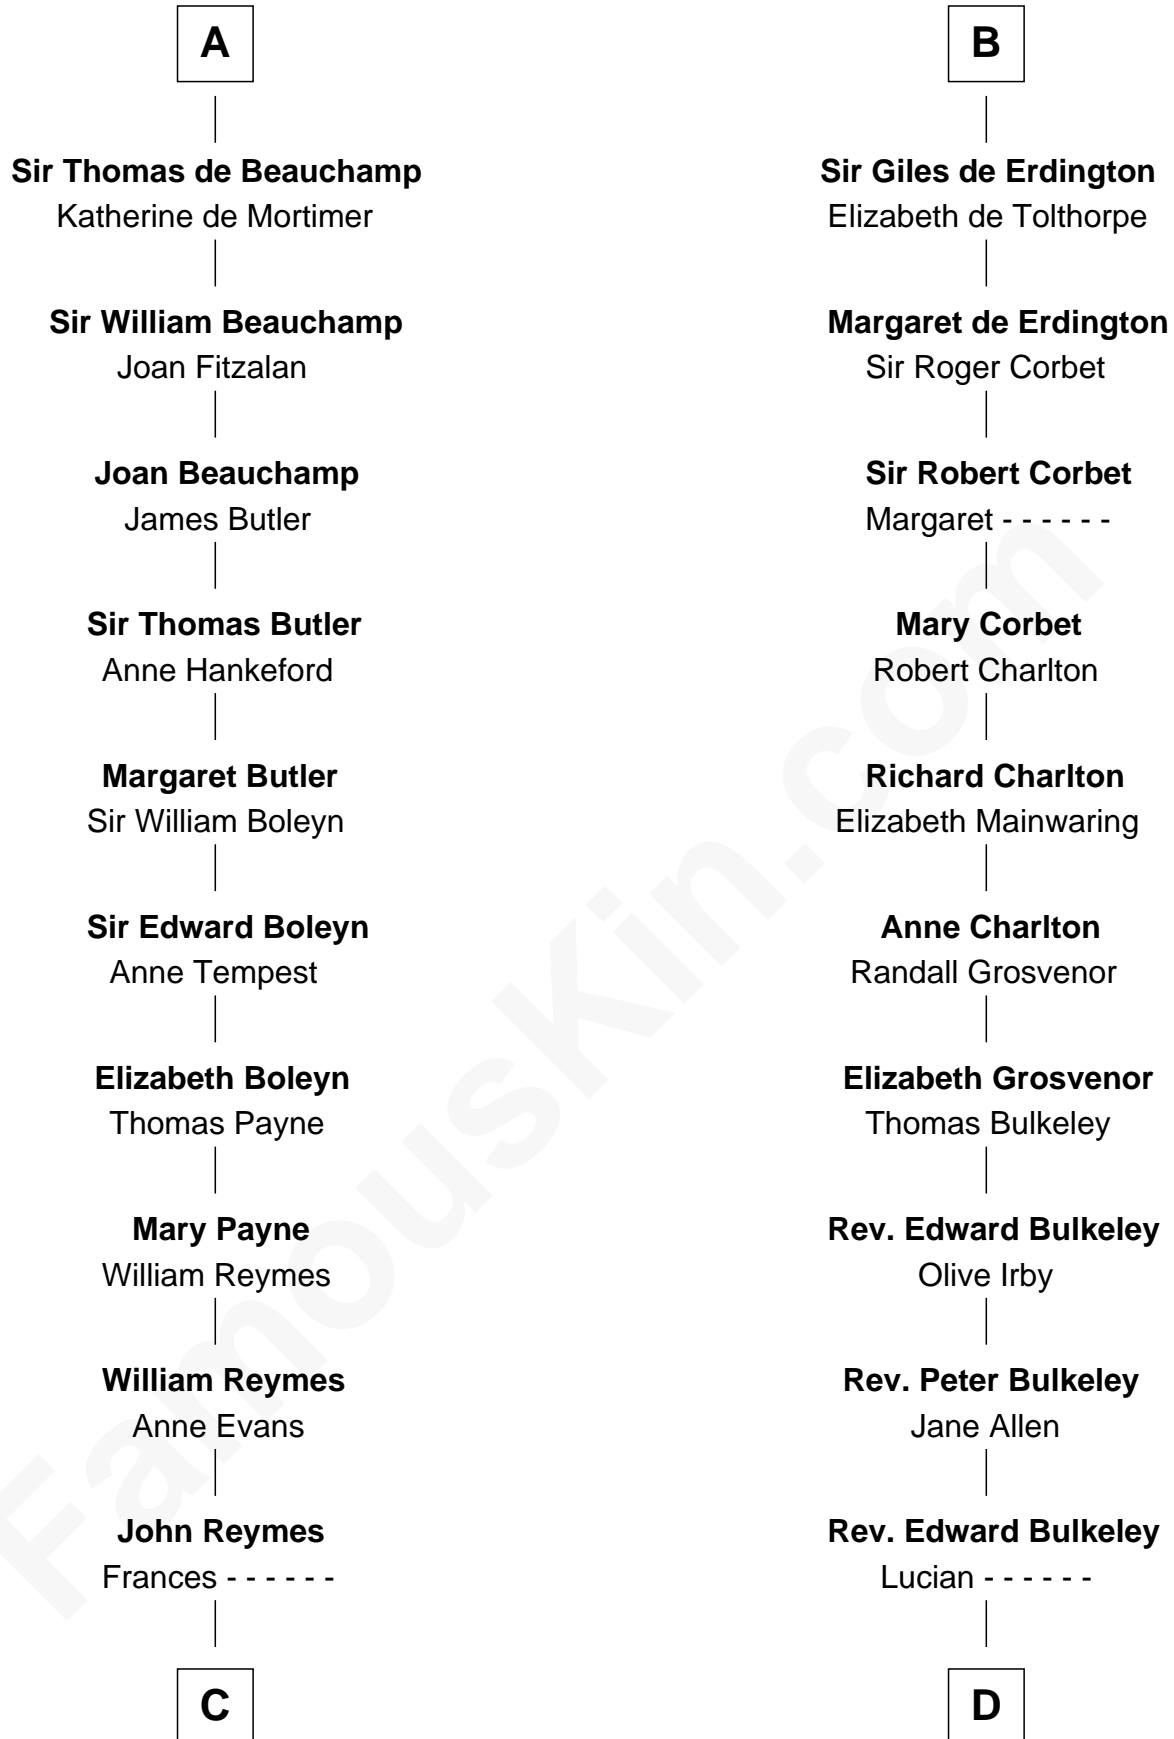 A
Sir Thomas de Beauchamp
Katherine de Mortimer
Sir William Beauchamp
Joan Fitzalan
Joan Beauchamp
James Butler
Sir Thomas Butler
Anne Hankeford
Margaret Butler
Sir William Boleyn
Sir Edward Boleyn
Anne Tempest
Elizabeth Boleyn
Thomas Payne
Mary Payne
William Reymes
William Reymes
Anne Evans
John Reymes
Frances - - - - - -
C
B
Sir Giles de Erdington
Elizabeth de Tolthorpe
Margaret de Erdington
Sir Roger Corbet
Sir Robert Corbet
Margaret - - - - - -
Mary Corbet
Robert Charlton
Richard Charlton
Elizabeth Mainwaring
Anne Charlton
Randall Grosvenor
Elizabeth Grosvenor
Thomas Bulkeley
Rev. Edward Bulkeley
Olive Irby
Rev. Peter Bulkeley
Jane Allen
Rev. Edward Bulkeley
Lucian - - - - - -
D
FamousKin.com